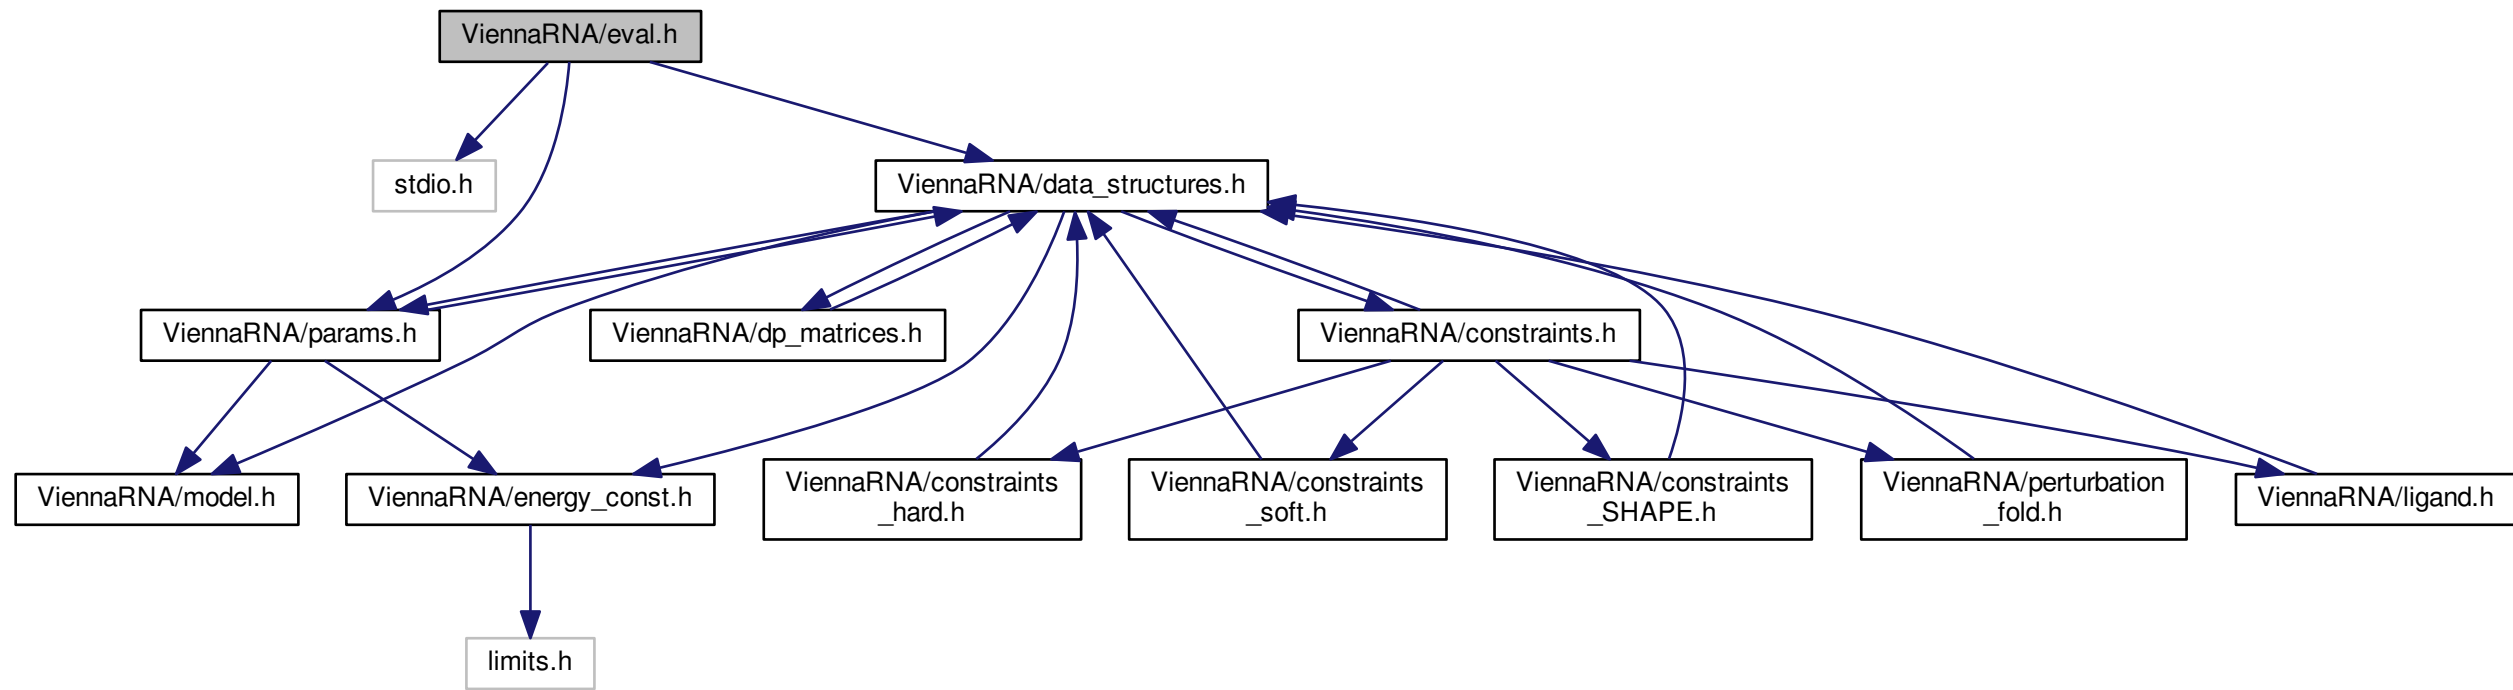 ViennaRNA/eval.h
stdio.h
ViennaRNA/data_structures.h
ViennaRNA/params.h
ViennaRNA/dp_matrices.h
ViennaRNA/constraints.h
ViennaRNA/model.h
ViennaRNA/energy_const.h
ViennaRNA/constraints
_hard.h
ViennaRNA/constraints
_soft.h
ViennaRNA/constraints
_SHAPE.h
ViennaRNA/perturbation
_fold.h
ViennaRNA/ligand.h
limits.h